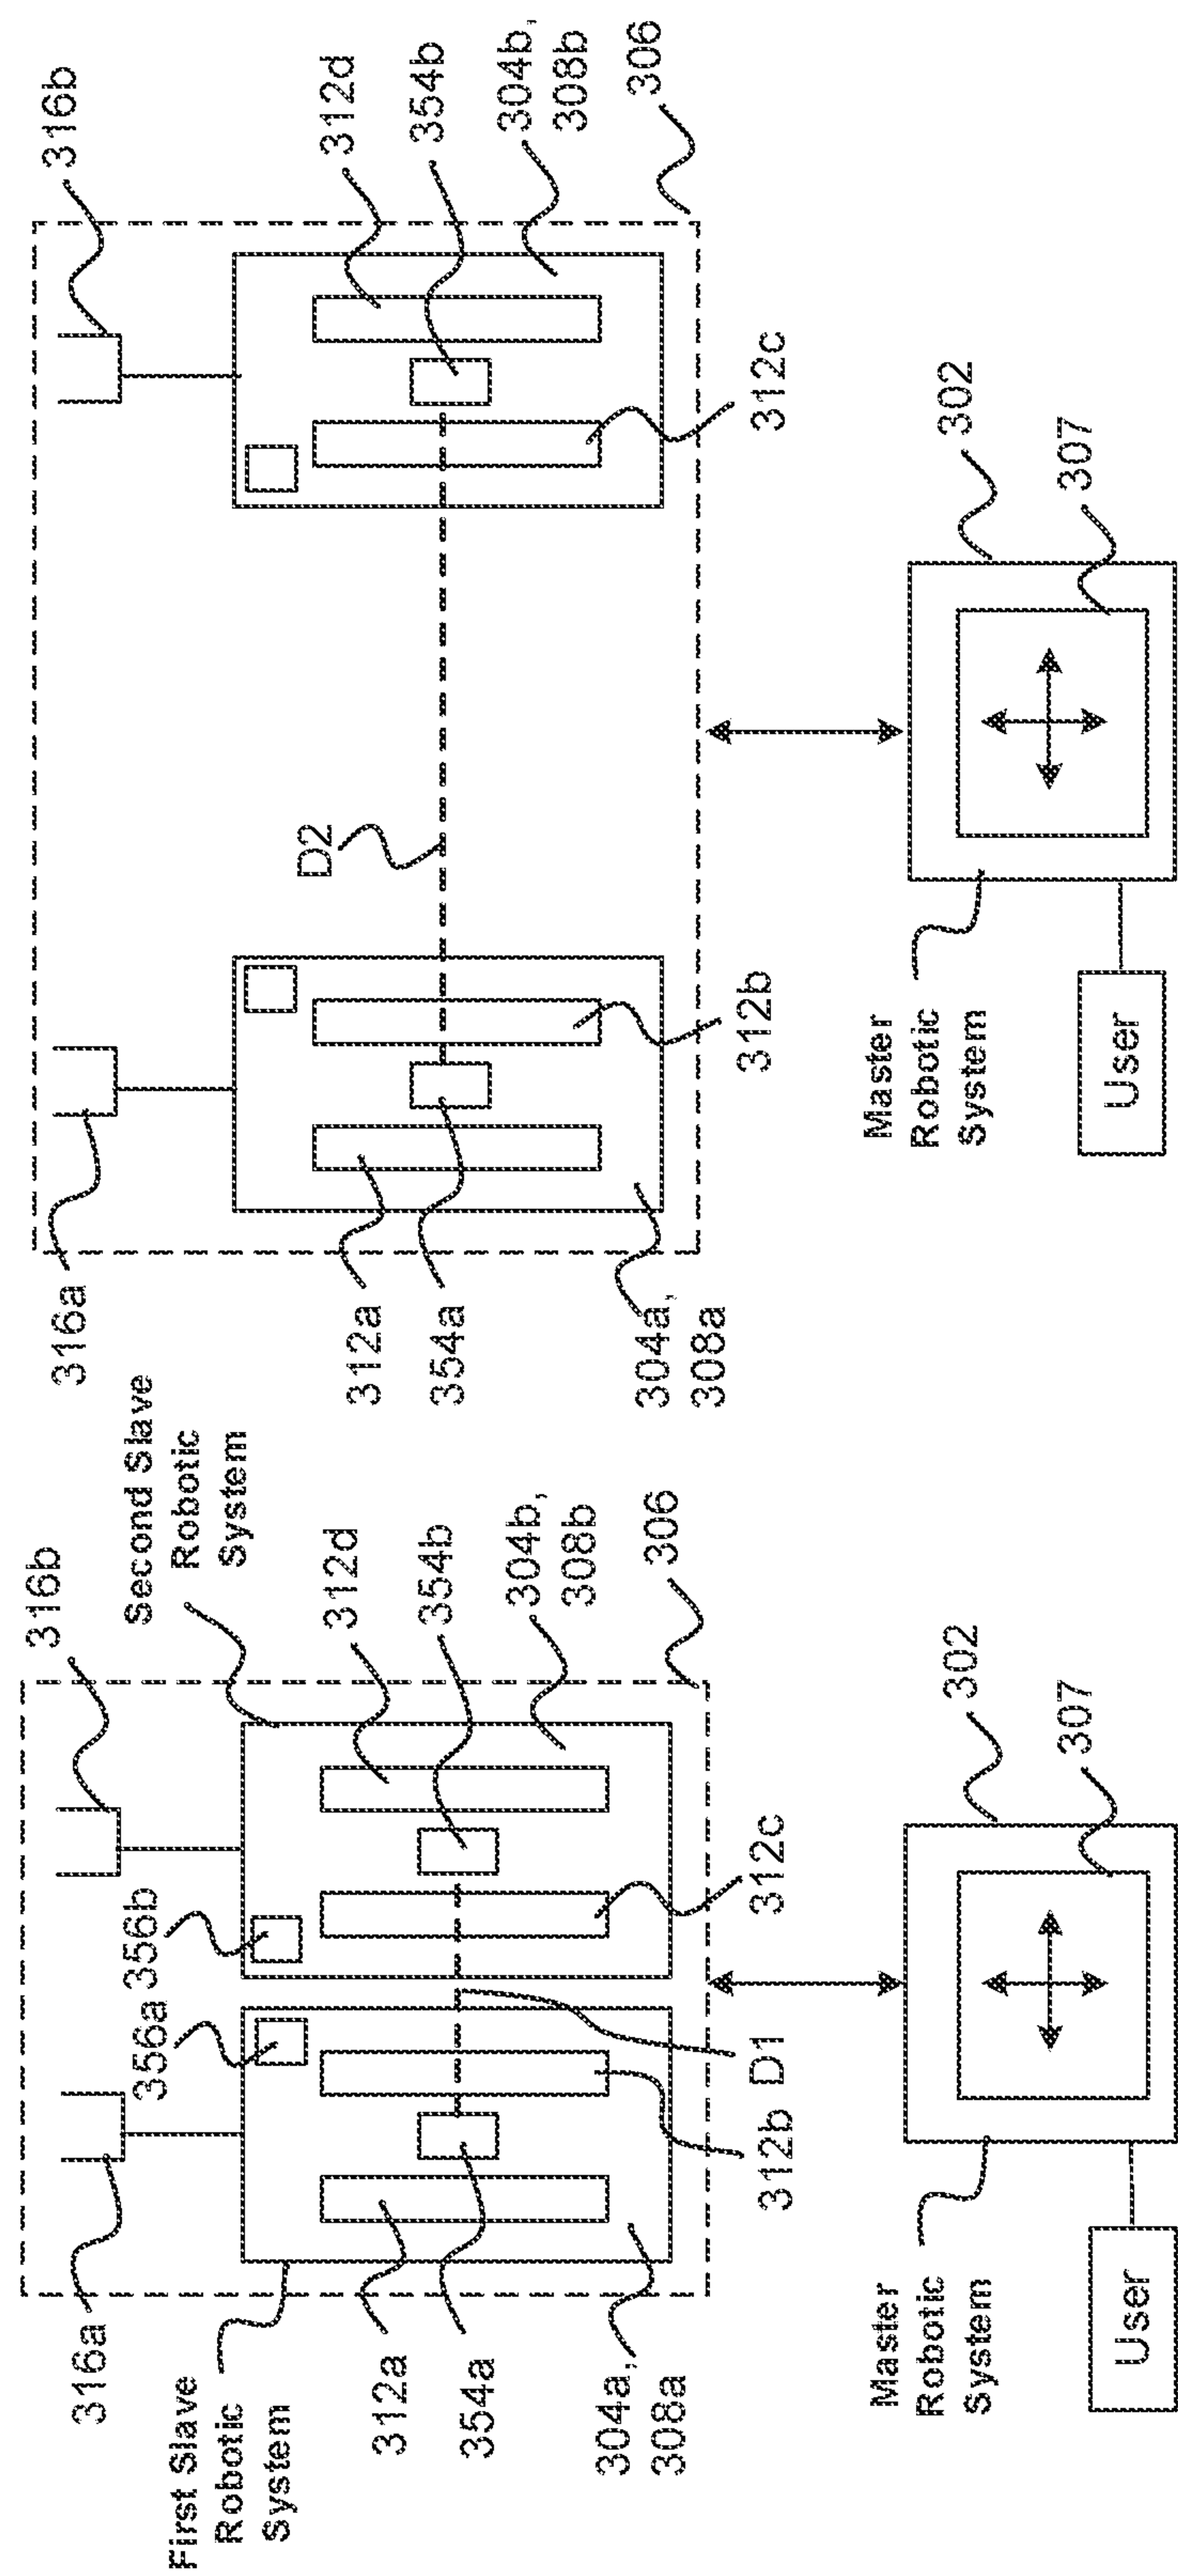 316a
316b
Second Slave
Robotic
System
356a
356b
First Slave
Robotic
System
312a
312d
354a
354b
304a,
308a
304b,
308b
312b
D1
312c
306
Master
Robotic
System
302
307
User
316a
316b
D2
312a
312d
354a
354b
304a,
308a
304b,
308b
312b
312c
306
Master
Robotic
System
302
307
User